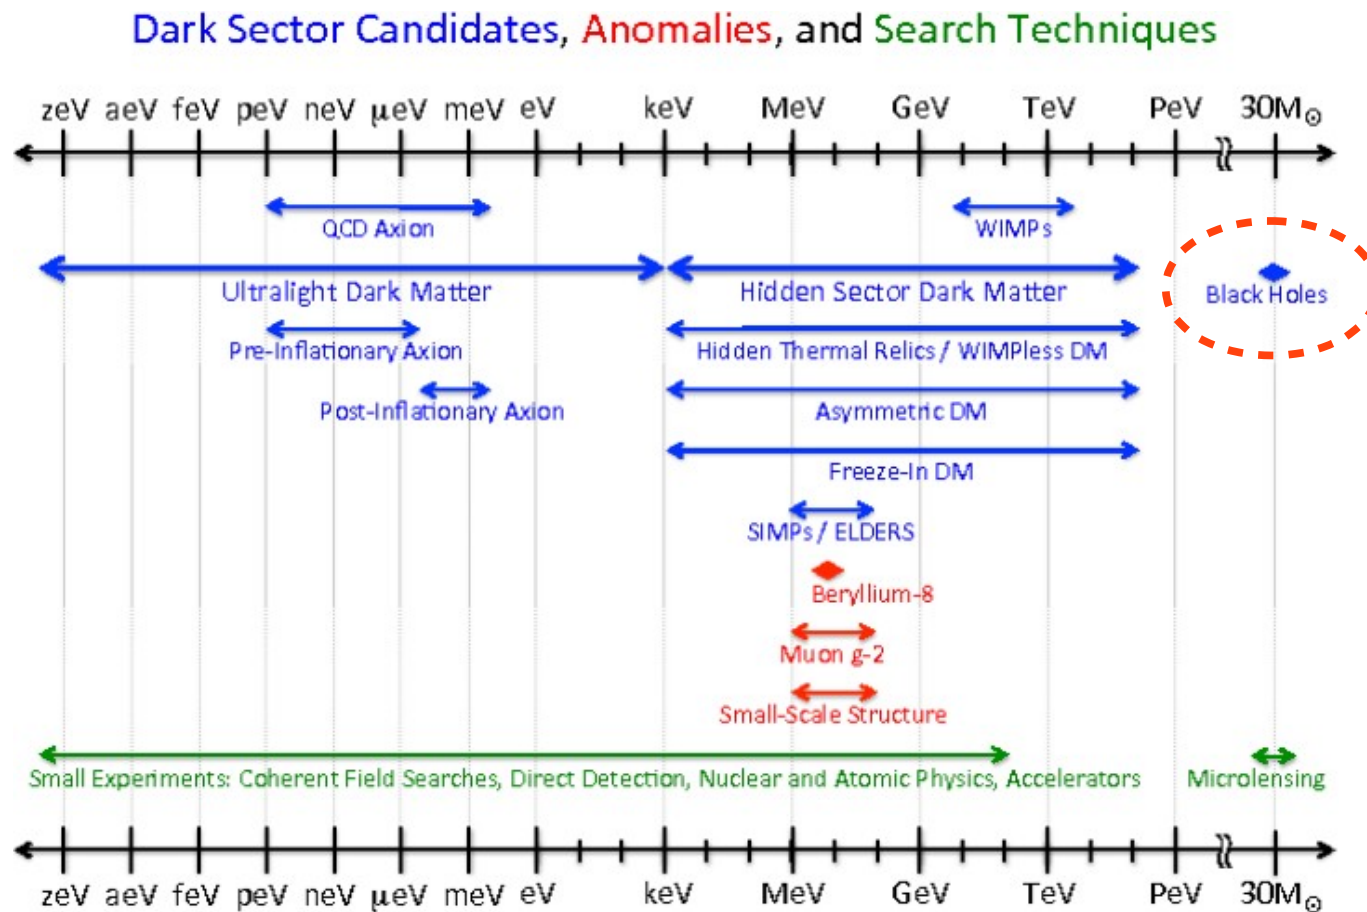 Dark Sector Candidates, Anomalies, and Search Techniques
zeV aeV feV peV neV μeV meV eV keV MeV GeV TeV PeV 30M⊙
QCD Axion WIMPs
Ultralight Dark Matter Hidden Sector Dark Matter Black Holes
Pre-Inflationary Axion Hidden Thermal Relics / WIMPless DM
Post-Inflationary Axion Asymmetric DM
Freeze-In DM
SIMPs / ELDERS
Beryllium-8
Muon g-2
Small-Scale Structure
Small Experiments: Coherent Field Searches, Direct Detection, Nuclear and Atomic Physics, Accelerators Microlensing
zeV aeV feV peV neV μeV meV eV keV MeV GeV TeV PeV 30M⊙